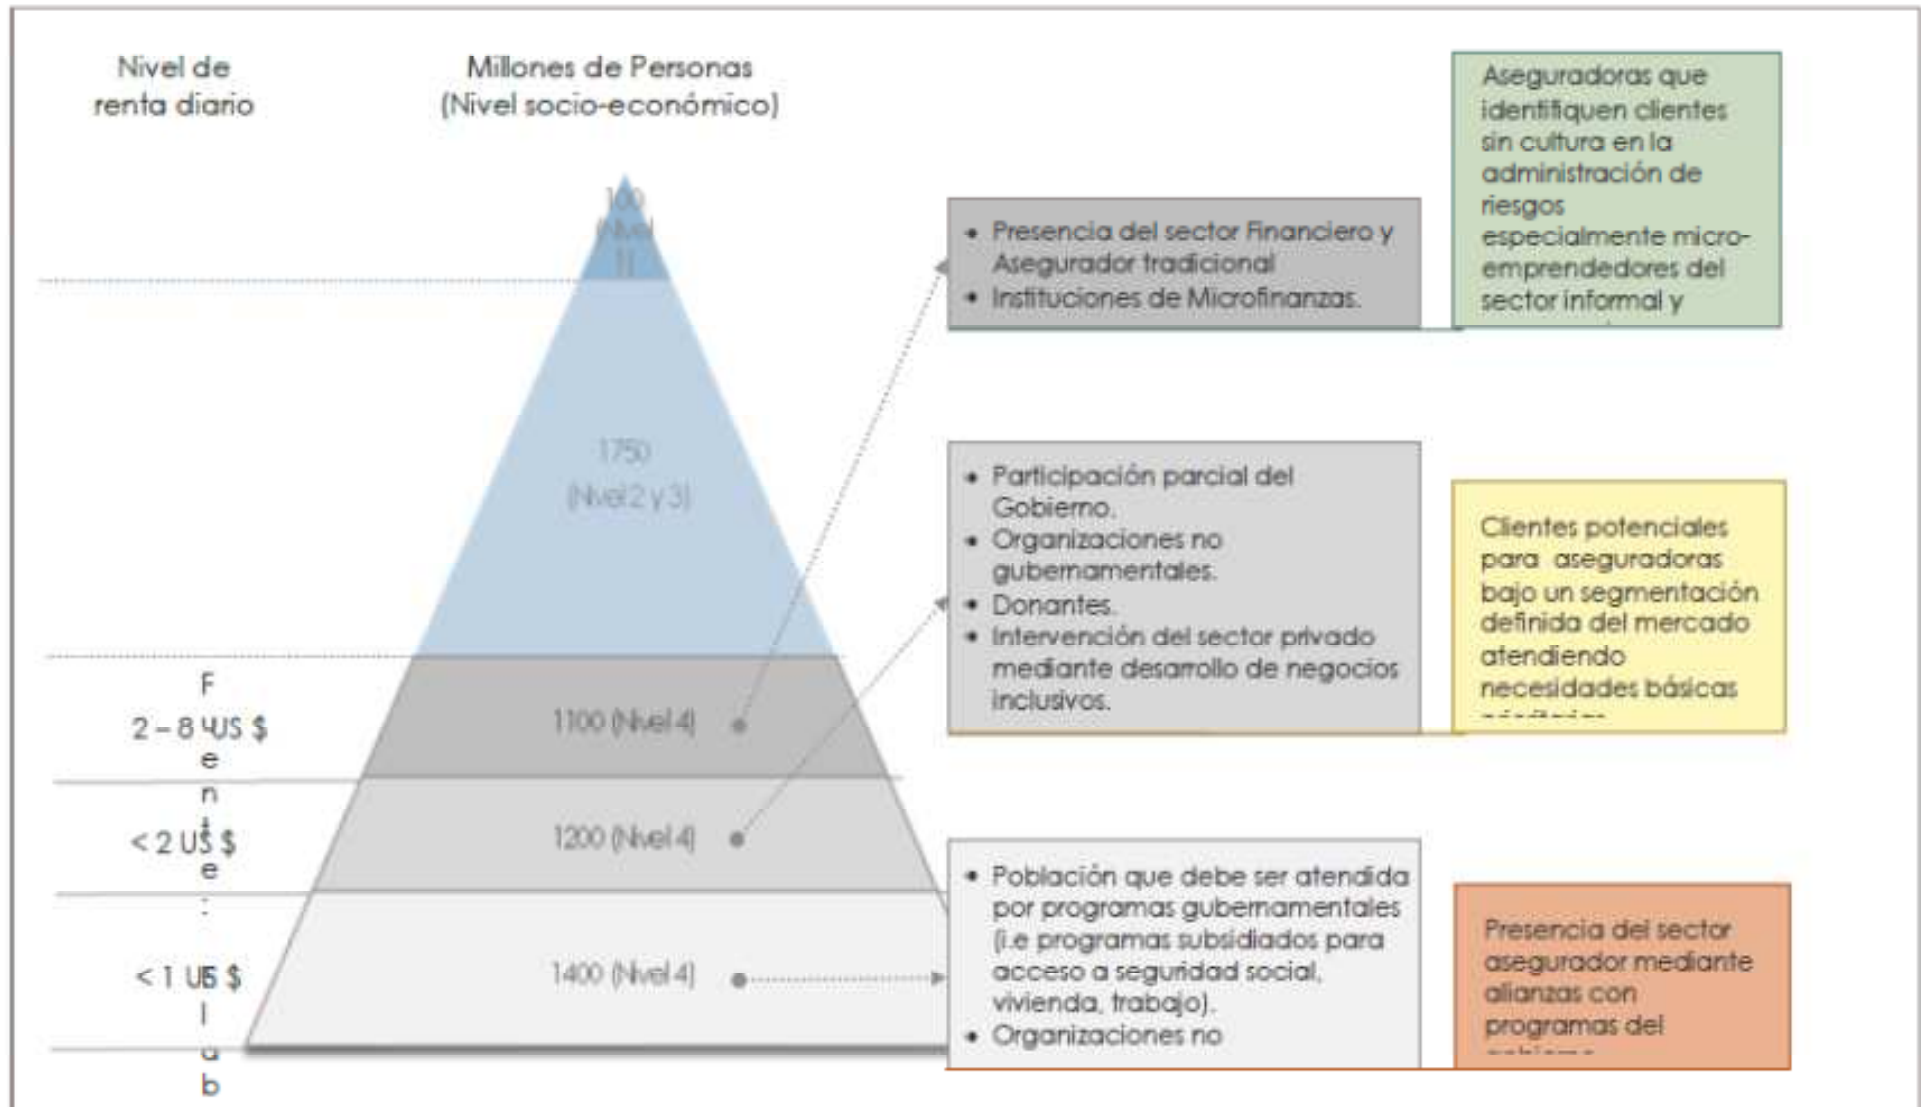 Nivel de
renta diario
Millones de Personas
(Nivel socio-económico)
100
(Nivel
1)
1750
(Nivel 2 y 3)
2 – 8 US $
1100 (Nivel 4)
< 2 US $
1200 (Nivel 4)
< 1 US $
1400 (Nivel 4)
F
u
e
n
t
e
:
E
l
a
b
• Presencia del sector Financiero y
Asegurador tradicional
• Instituciones de Microfinanzas.
Aseguradoras que
identifiquen clientes
sin cultura en la
administración de
riesgos
especialmente micro-
emprendedores del
sector informal y
• Participación parcial del
Gobierno.
• Organizaciones no
gubernamentales.
• Donantes.
• Intervención del sector privado
mediante desarrollo de negocios
inclusivos.
Clientes potenciales
para aseguradoras
bajo un segmentación
definida del mercado
atendiendo
necesidades básicas
• Población que debe ser atendida
por programas gubernamentales
(i.e programas subsidiados para
acceso a seguridad social,
vivienda, trabajo).
• Organizaciones no
Presencia del sector
asegurador mediante
alianzas con
programas del